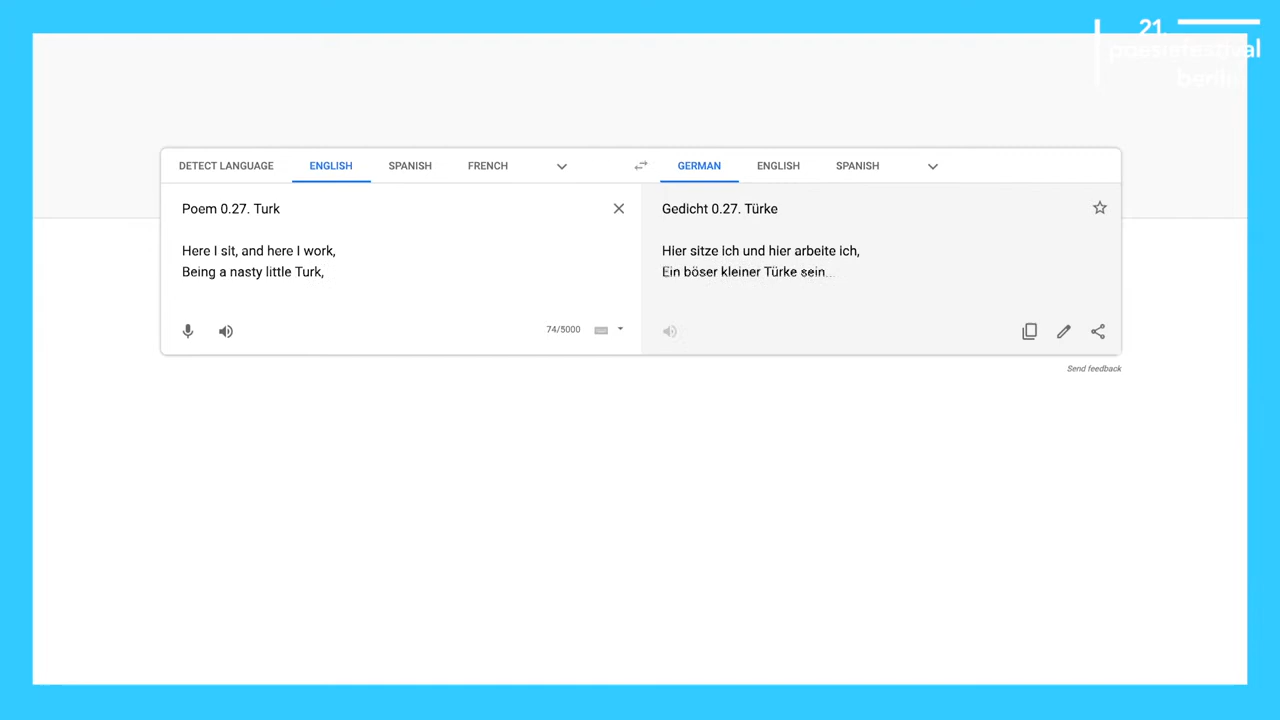 21.
poesiefestival
berlin
DETECT LANGUAGE ENGLISH SPANISH FRENCH GERMAN ENGLISH SPANISH
Poem 0.27. Turk
Here I sit, and here I work,
Being a nasty little Turk,
74/5000
Gedicht 0.27. Türke
Hier sitze ich und hier arbeite ich,
Ein böser kleiner Türke sein...
Send feedback